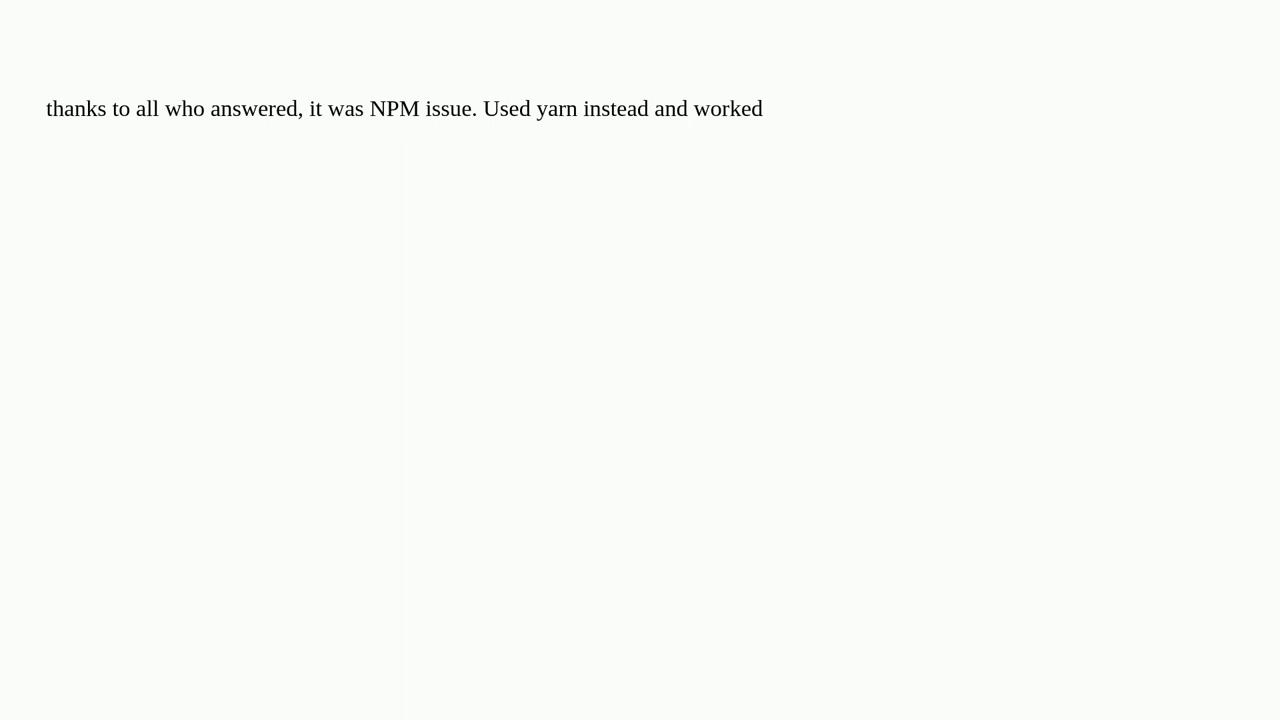 thanks to all who answered, it was NPM issue. Used yarn instead and worked